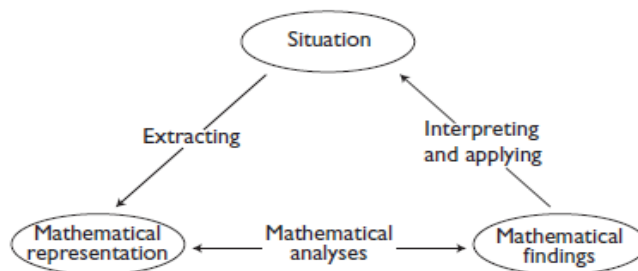 Situation
Extracting
Interpreting
and applying
Mathematical
representation
Mathematical
analyses
Mathematical
findings